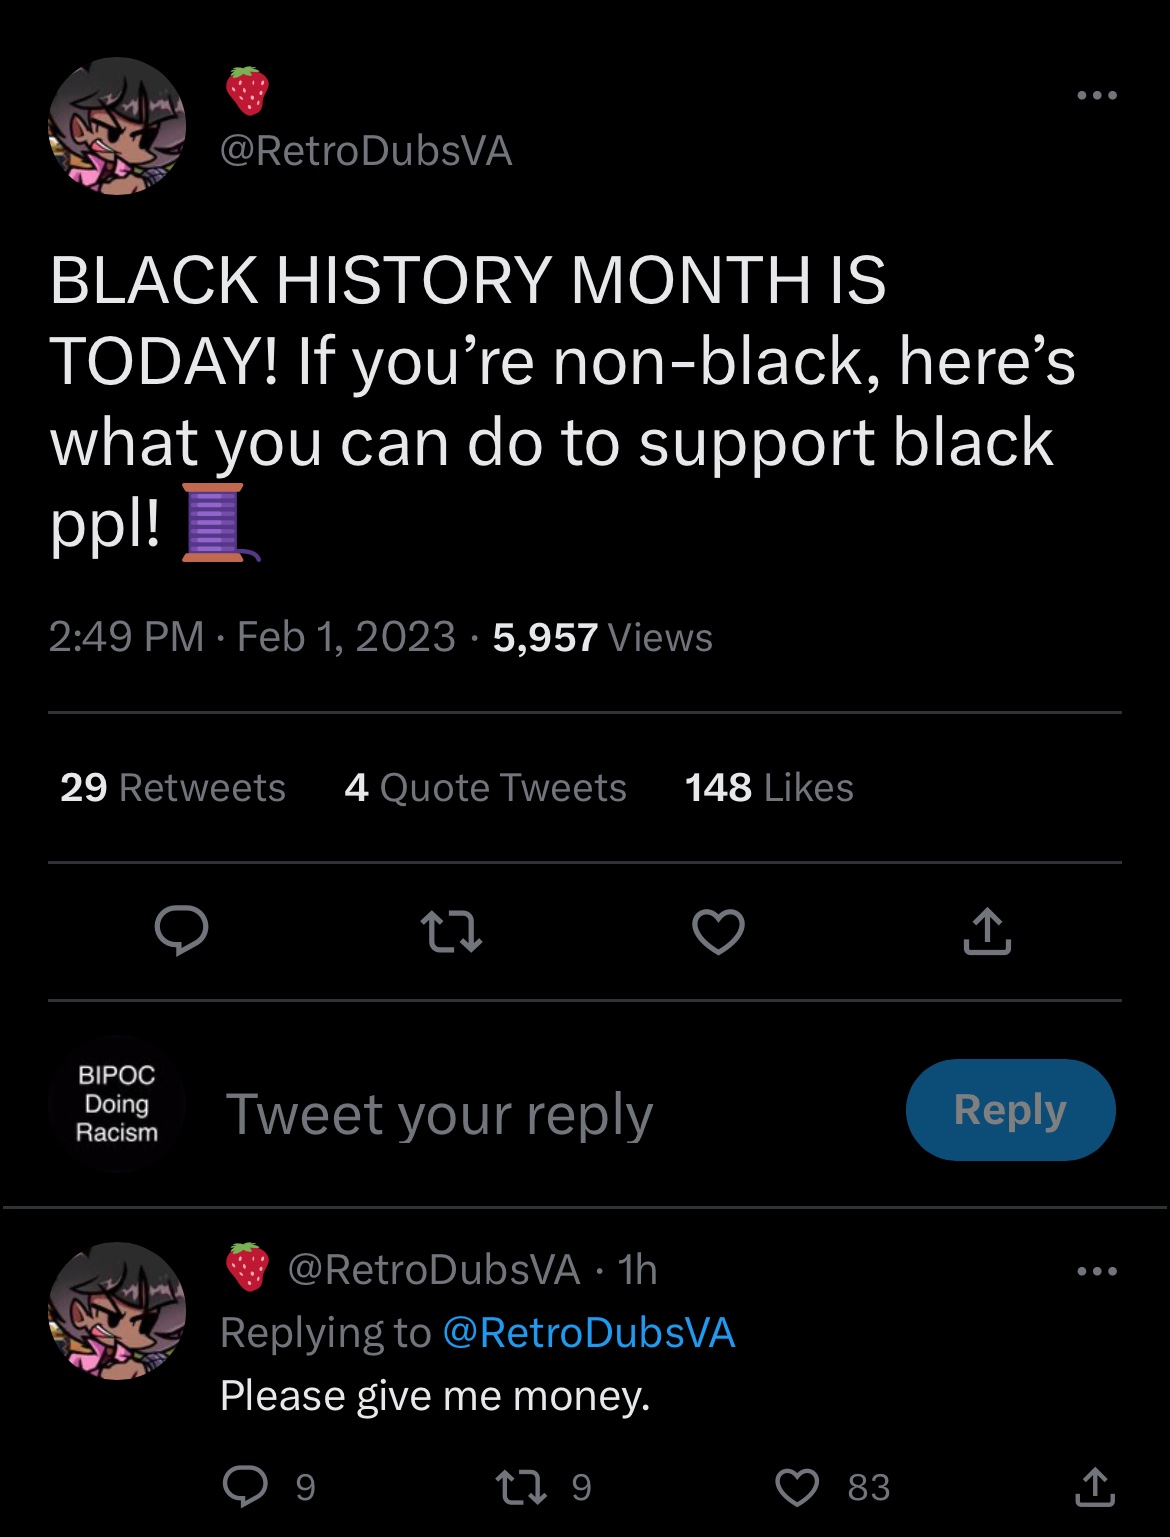 🍓
@RetroDubsVA
BLACK HISTORY MONTH IS
TODAY! If you’re non-black, here’s
what you can do to support black
ppl! 🧵
2:49 PM · Feb 1, 2023 · 5,957 Views
29 Retweets 4 Quote Tweets 148 Likes
BIPOC
Doing
Racism
Tweet your reply
Reply
🍓 @RetroDubsVA · 1h
Replying to @RetroDubsVA
Please give me money.
9 9 83